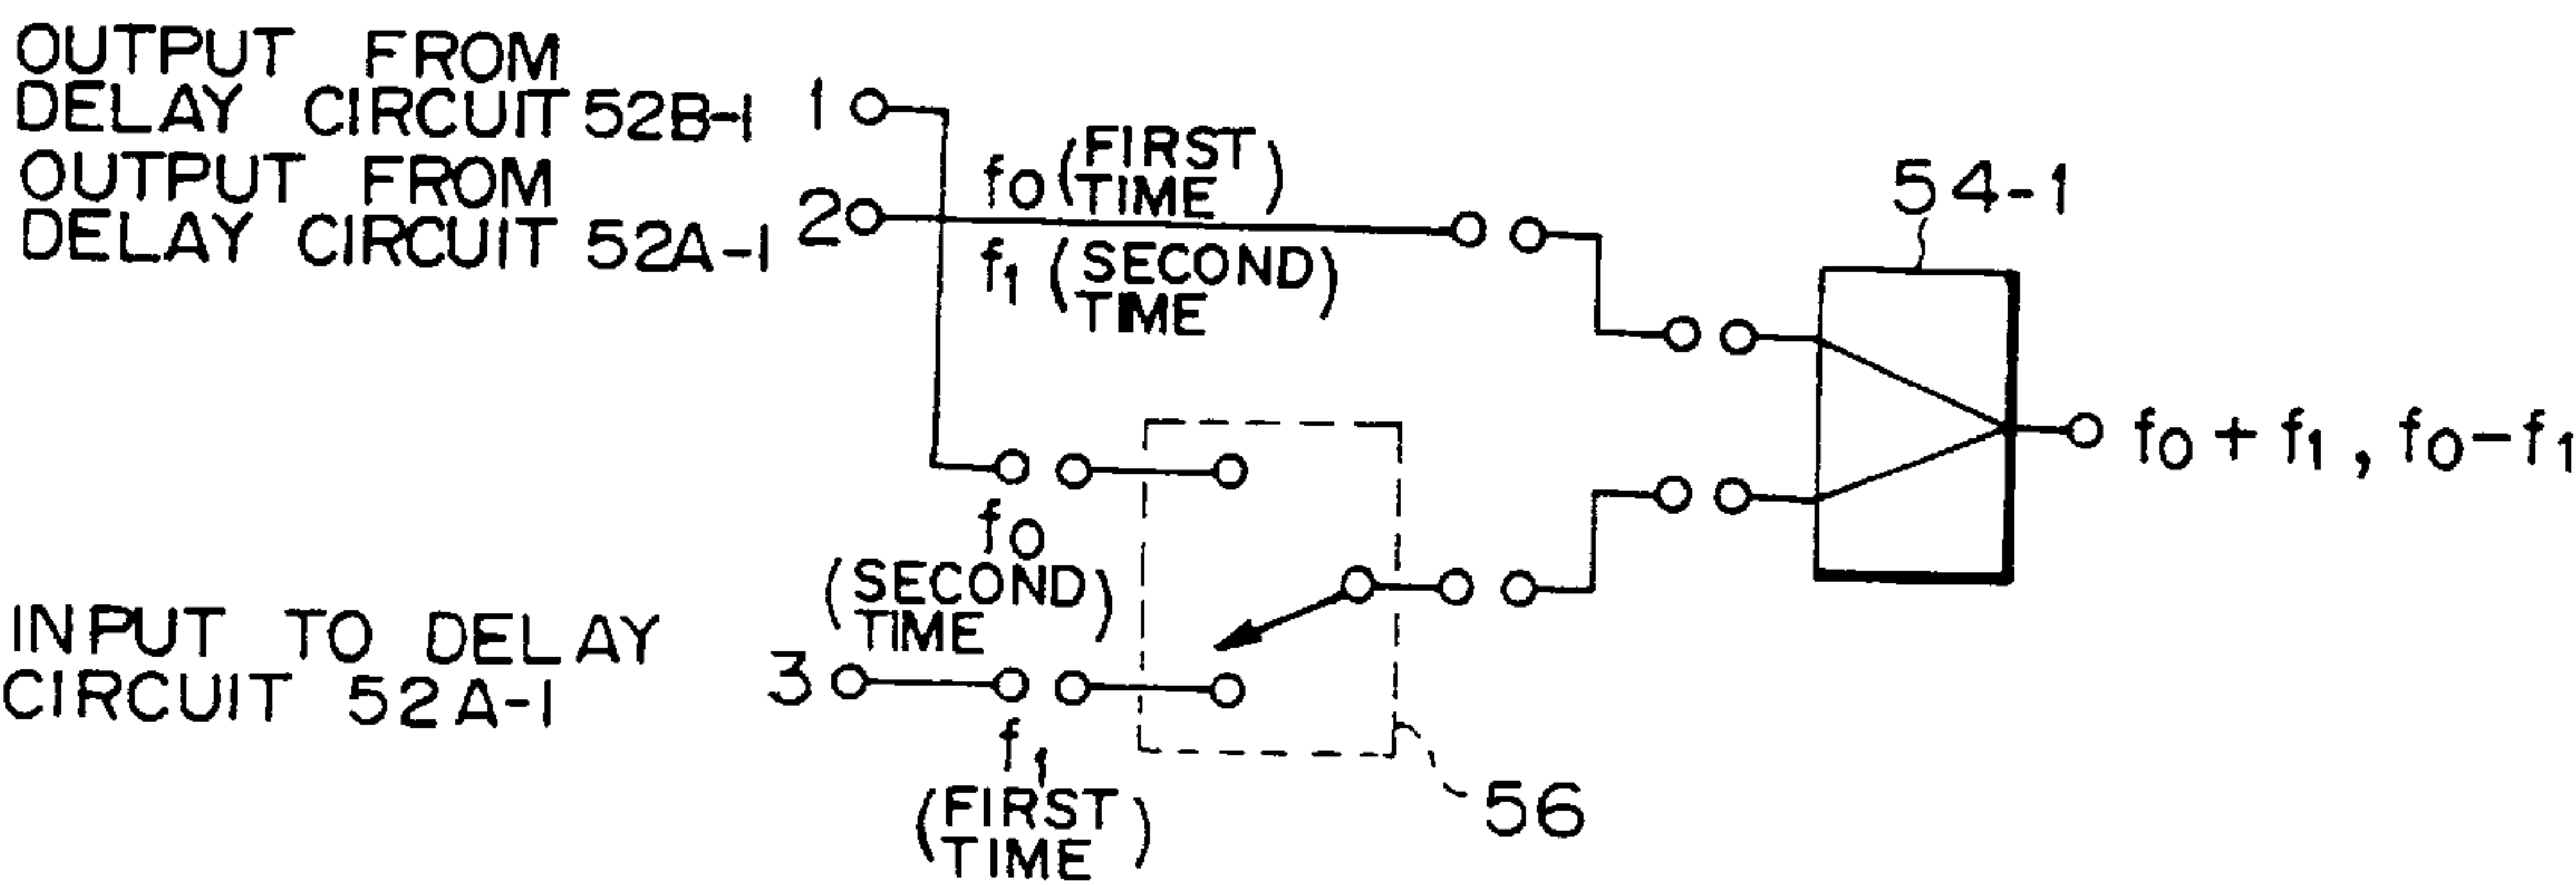 OUTPUT FROM
DELAY CIRCUIT 52B-1 1
OUTPUT FROM
DELAY CIRCUIT 52A-1 2
f0 (FIRST
TIME)
f1 (SECOND
TIME)
54-1
f0 + f1 , f0 - f1
f0
(SECOND
TIME)
INPUT TO DELAY
CIRCUIT 52A-1 3
f1
(FIRST
TIME)
56